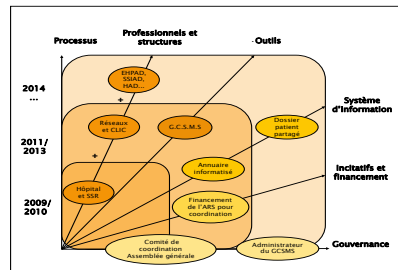 Processus
Professionnels et
structures
Outils
2014
...
EHPAD,
SSIAD,
HAD...
+
Système
d'Information
Réseaux
et CLIC
G.C.S.M.S
Dossier
patient
partagé
2011/
2013
+
Annuaire
informatisé
Incitatifs et
financement
Hôpital
et SSR
2009/
2010
Financement
de l'ARS pour
coordination
Comité de
coordination
Assemblée générale
Administrateur
du GCSMS
Gouvernance